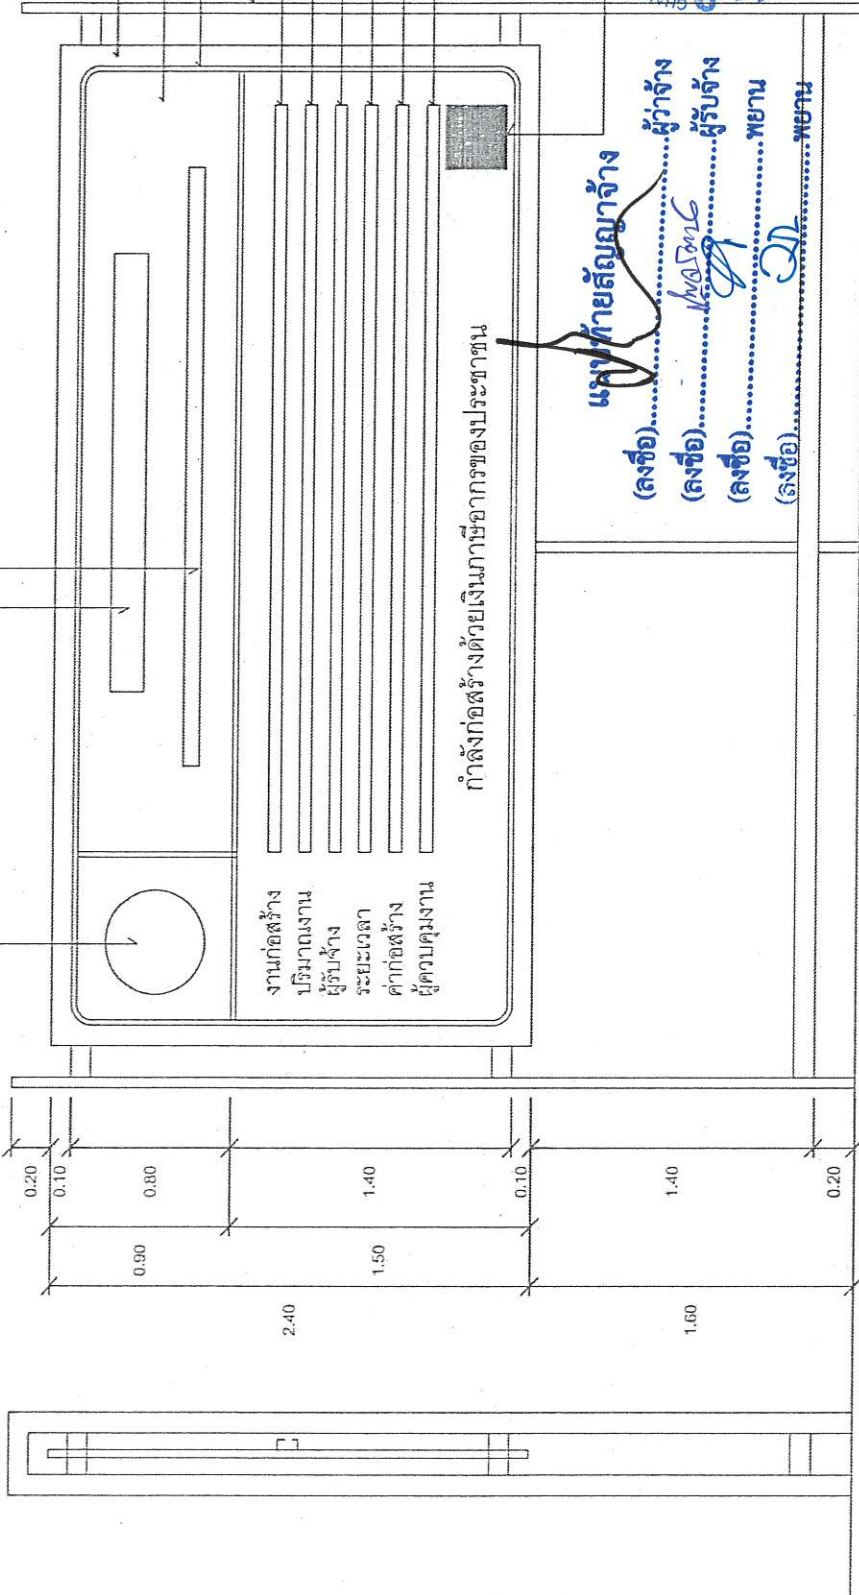 งานก่อสร้าง
ปริมาณงาน
ผู้รับจ้าง
ระยะเวลา
ค่าก่อสร้าง
ผู้ควบคุมงาน
กำลังก่อสร้างด้วยเงินภาษีอากรของประชาชน
แนบท้ายสัญญาจ้าง
(ลงชื่อ)..............................ผู้ว่าจ้าง
(ลงชื่อ)..............................ผู้รับจ้าง
(ลงชื่อ)..............................พยาน
(ลงชื่อ)..............................พยาน
0.20
0.10
0.80
1.40
0.10
1.40
0.20
0.90
1.50
2.40
1.60